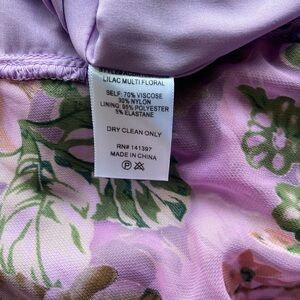 LILAC MULTI FLORAL
SELF: 70% VISCOSE
30% NYLON
LINING: 95% POLYESTER
5% ELASTANE
DRY CLEAN ONLY
RN# 141397
MADE IN CHINA
P